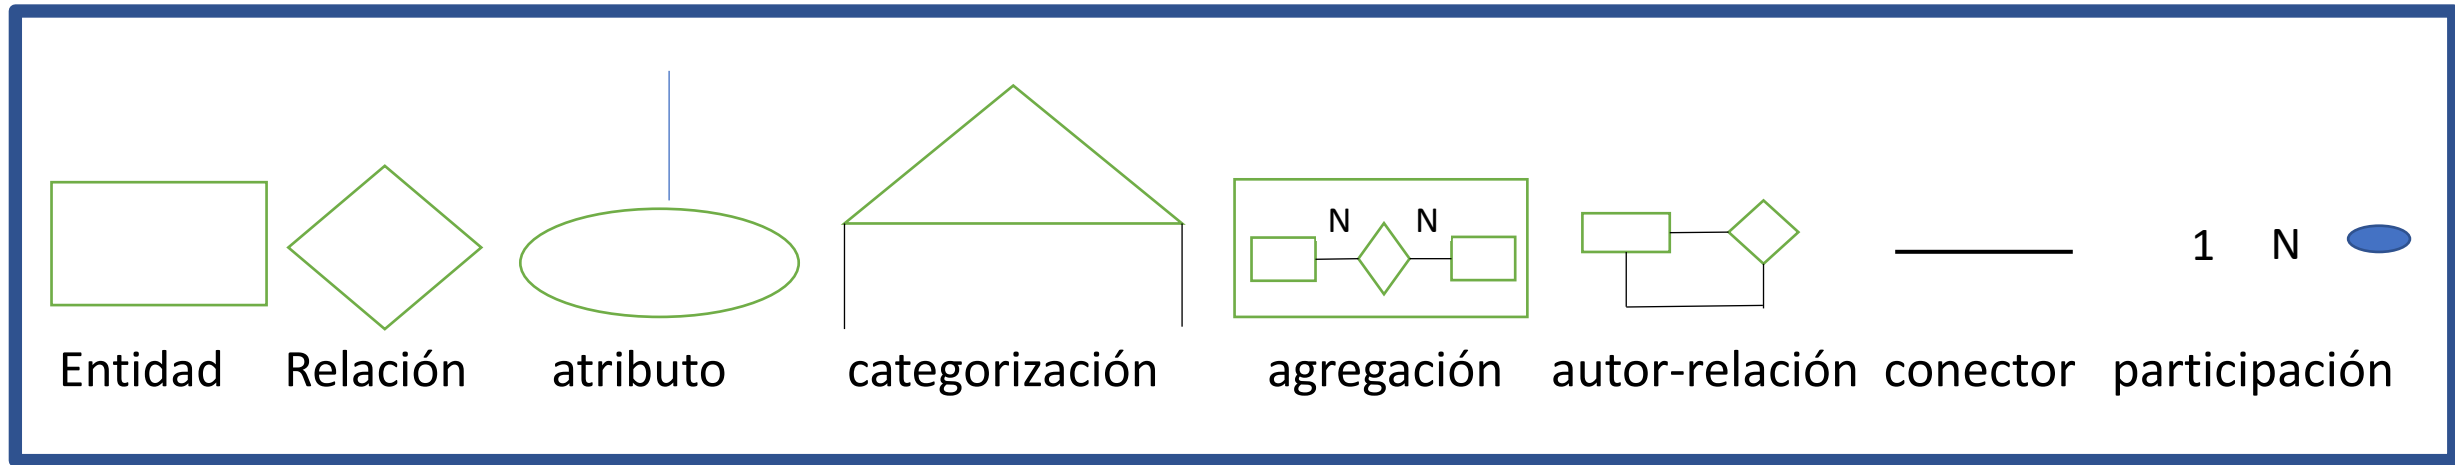 N N
1 N
Entidad Relación atributo categorización agregación autor-relación conector participación